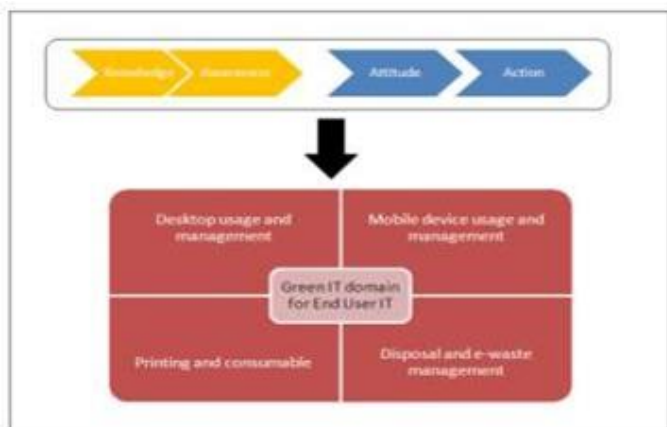 Knowledge Awareness Attitude Action
Desktop usage and
management
Mobile device usage and
management
Green IT domain
for End User IT
Printing and consumable
Disposal and e-waste
management